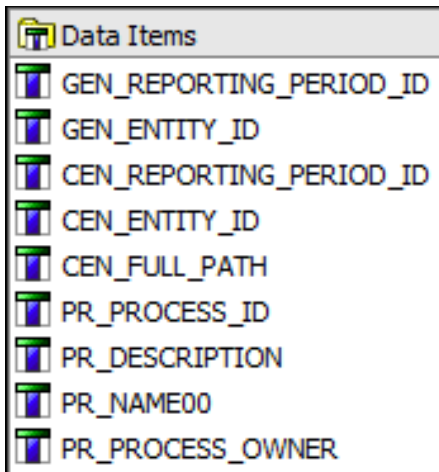 Data Items
GEN_REPORTING_PERIOD_ID
GEN_ENTITY_ID
CEN_REPORTING_PERIOD_ID
CEN_ENTITY_ID
CEN_FULL_PATH
PR_PROCESS_ID
PR_DESCRIPTION
PR_NAME00
PR_PROCESS_OWNER